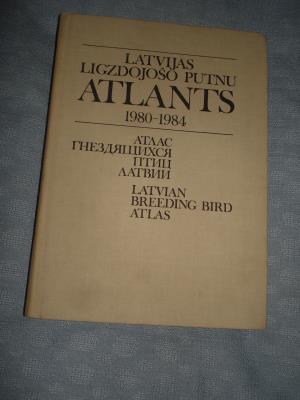 LATVIJAS
LIGZDOJOŠO PUTNU
ATLANTS
1980-1984
АТЛАС
ГНЕЗДЯЩИХСЯ
ПТИЦ
ЛАТВИИ
LATVIAN
BREEDING BIRD
ATLAS